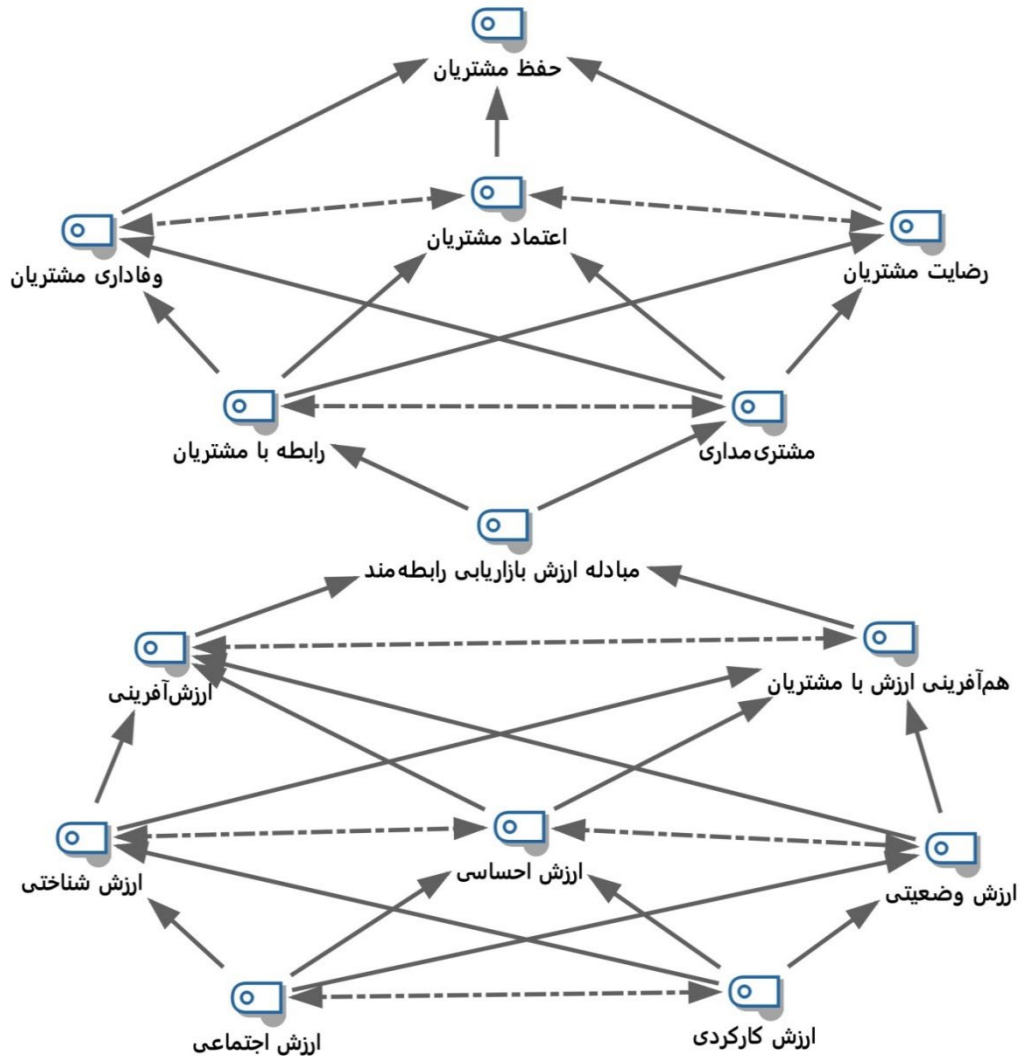 حفظ مشتریان
اعتماد مشتریان
رضایت مشتریان
وفاداری مشتریان
مشتری‌مداری
رابطه با مشتریان
مبادله ارزش بازاریابی رابطه‌مند
هم‌آفرینی ارزش با مشتریان
ارزش‌آفرینی
ارزش وضعیتی
ارزش احساسی
ارزش شناختی
ارزش کارکردی
ارزش اجتماعی